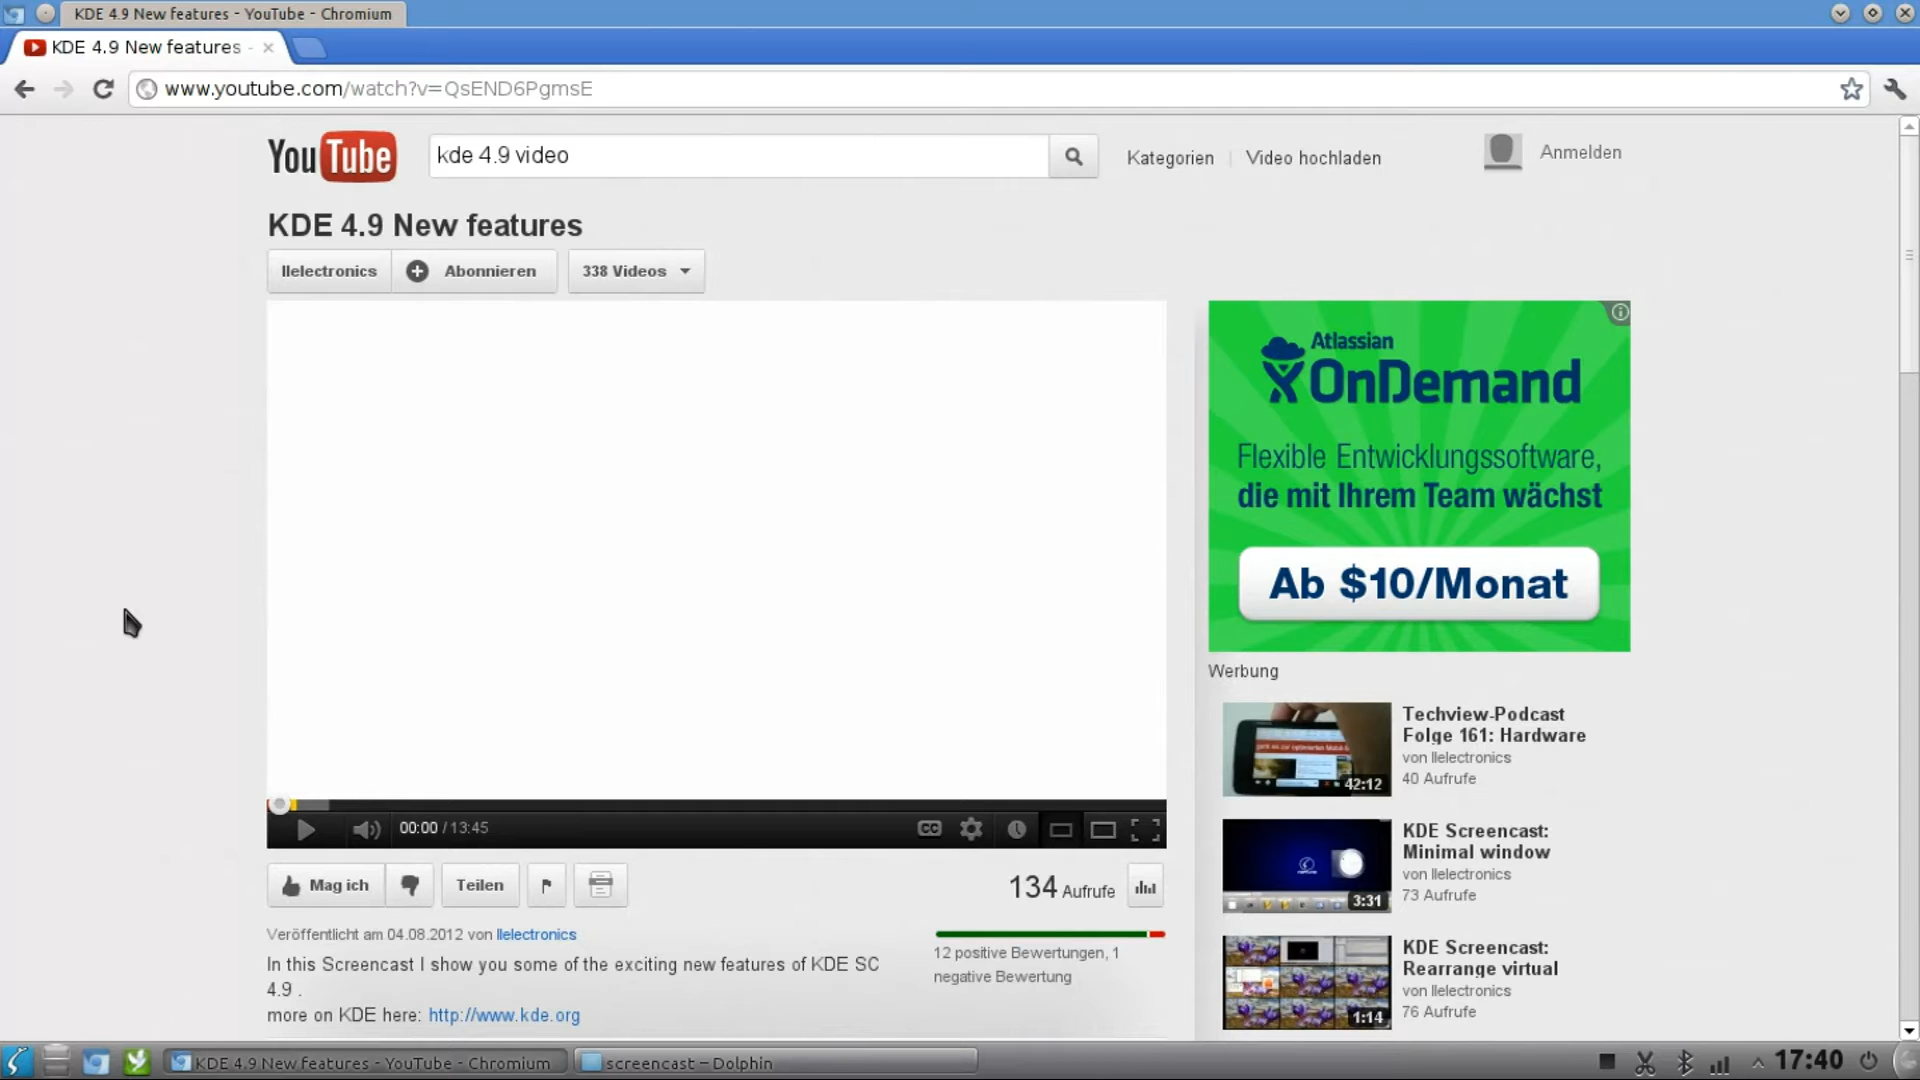 KDE 4.9 New features - YouTube - Chromium
KDE 4.9 New features -
www.youtube.com/watch?v=QsEND6PgmsE
YouTube
kde 4.9 video
Kategorien
Video hochladen
Anmelden
KDE 4.9 New features
llelectronics
Abonnieren
338 Videos
Atlassian
OnDemand
Flexible Entwicklungssoftware,
die mit Ihrem Team wächst
Ab $10/Monat
Werbung
Techview-Podcast
Folge 161: Hardware
von llelectronics
40 Aufrufe
42:12
KDE Screencast:
Minimal window
von llelectronics
73 Aufrufe
3:31
KDE Screencast:
Rearrange virtual
von llelectronics
76 Aufrufe
1:14
00:00 / 13:45
CC
Mag ich
Teilen
134 Aufrufe
Veröffentlicht am 04.08.2012 von llelectronics
12 positive Bewertungen, 1
negative Bewertung
In this Screencast I show you some of the exciting new features of KDE SC
4.9 .
more on KDE here: http://www.kde.org
KDE 4.9 New features - YouTube - Chromium
screencast – Dolphin
17:40